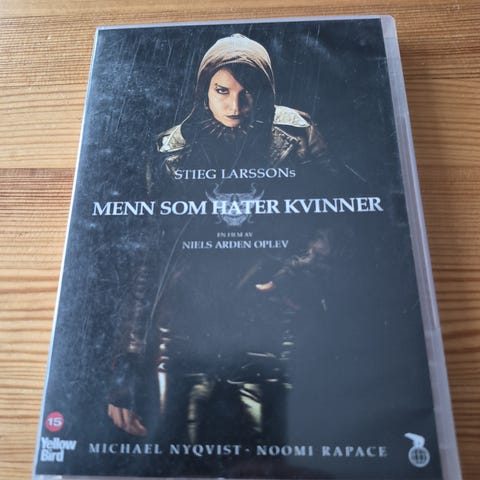 STIEG LARSSONs
MENN SOM HATER KVINNER
EN FILM AV
NIELS ARDEN OPLEV
15
Yellow
Bird
MICHAEL NYQVIST - NOOMI RAPACE